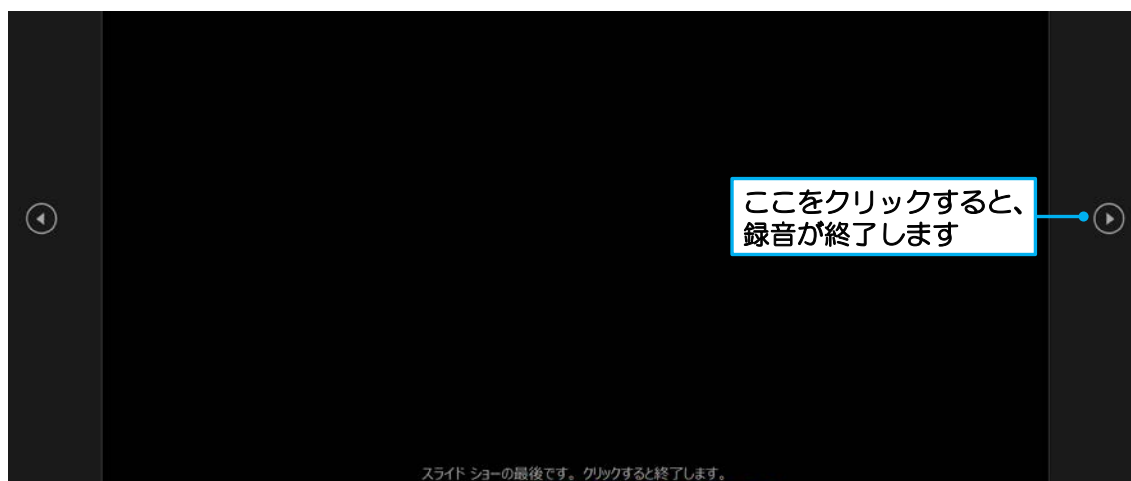 ここをクリックすると、
録音が終了します
スライド ショーの最後です。クリックすると終了します。